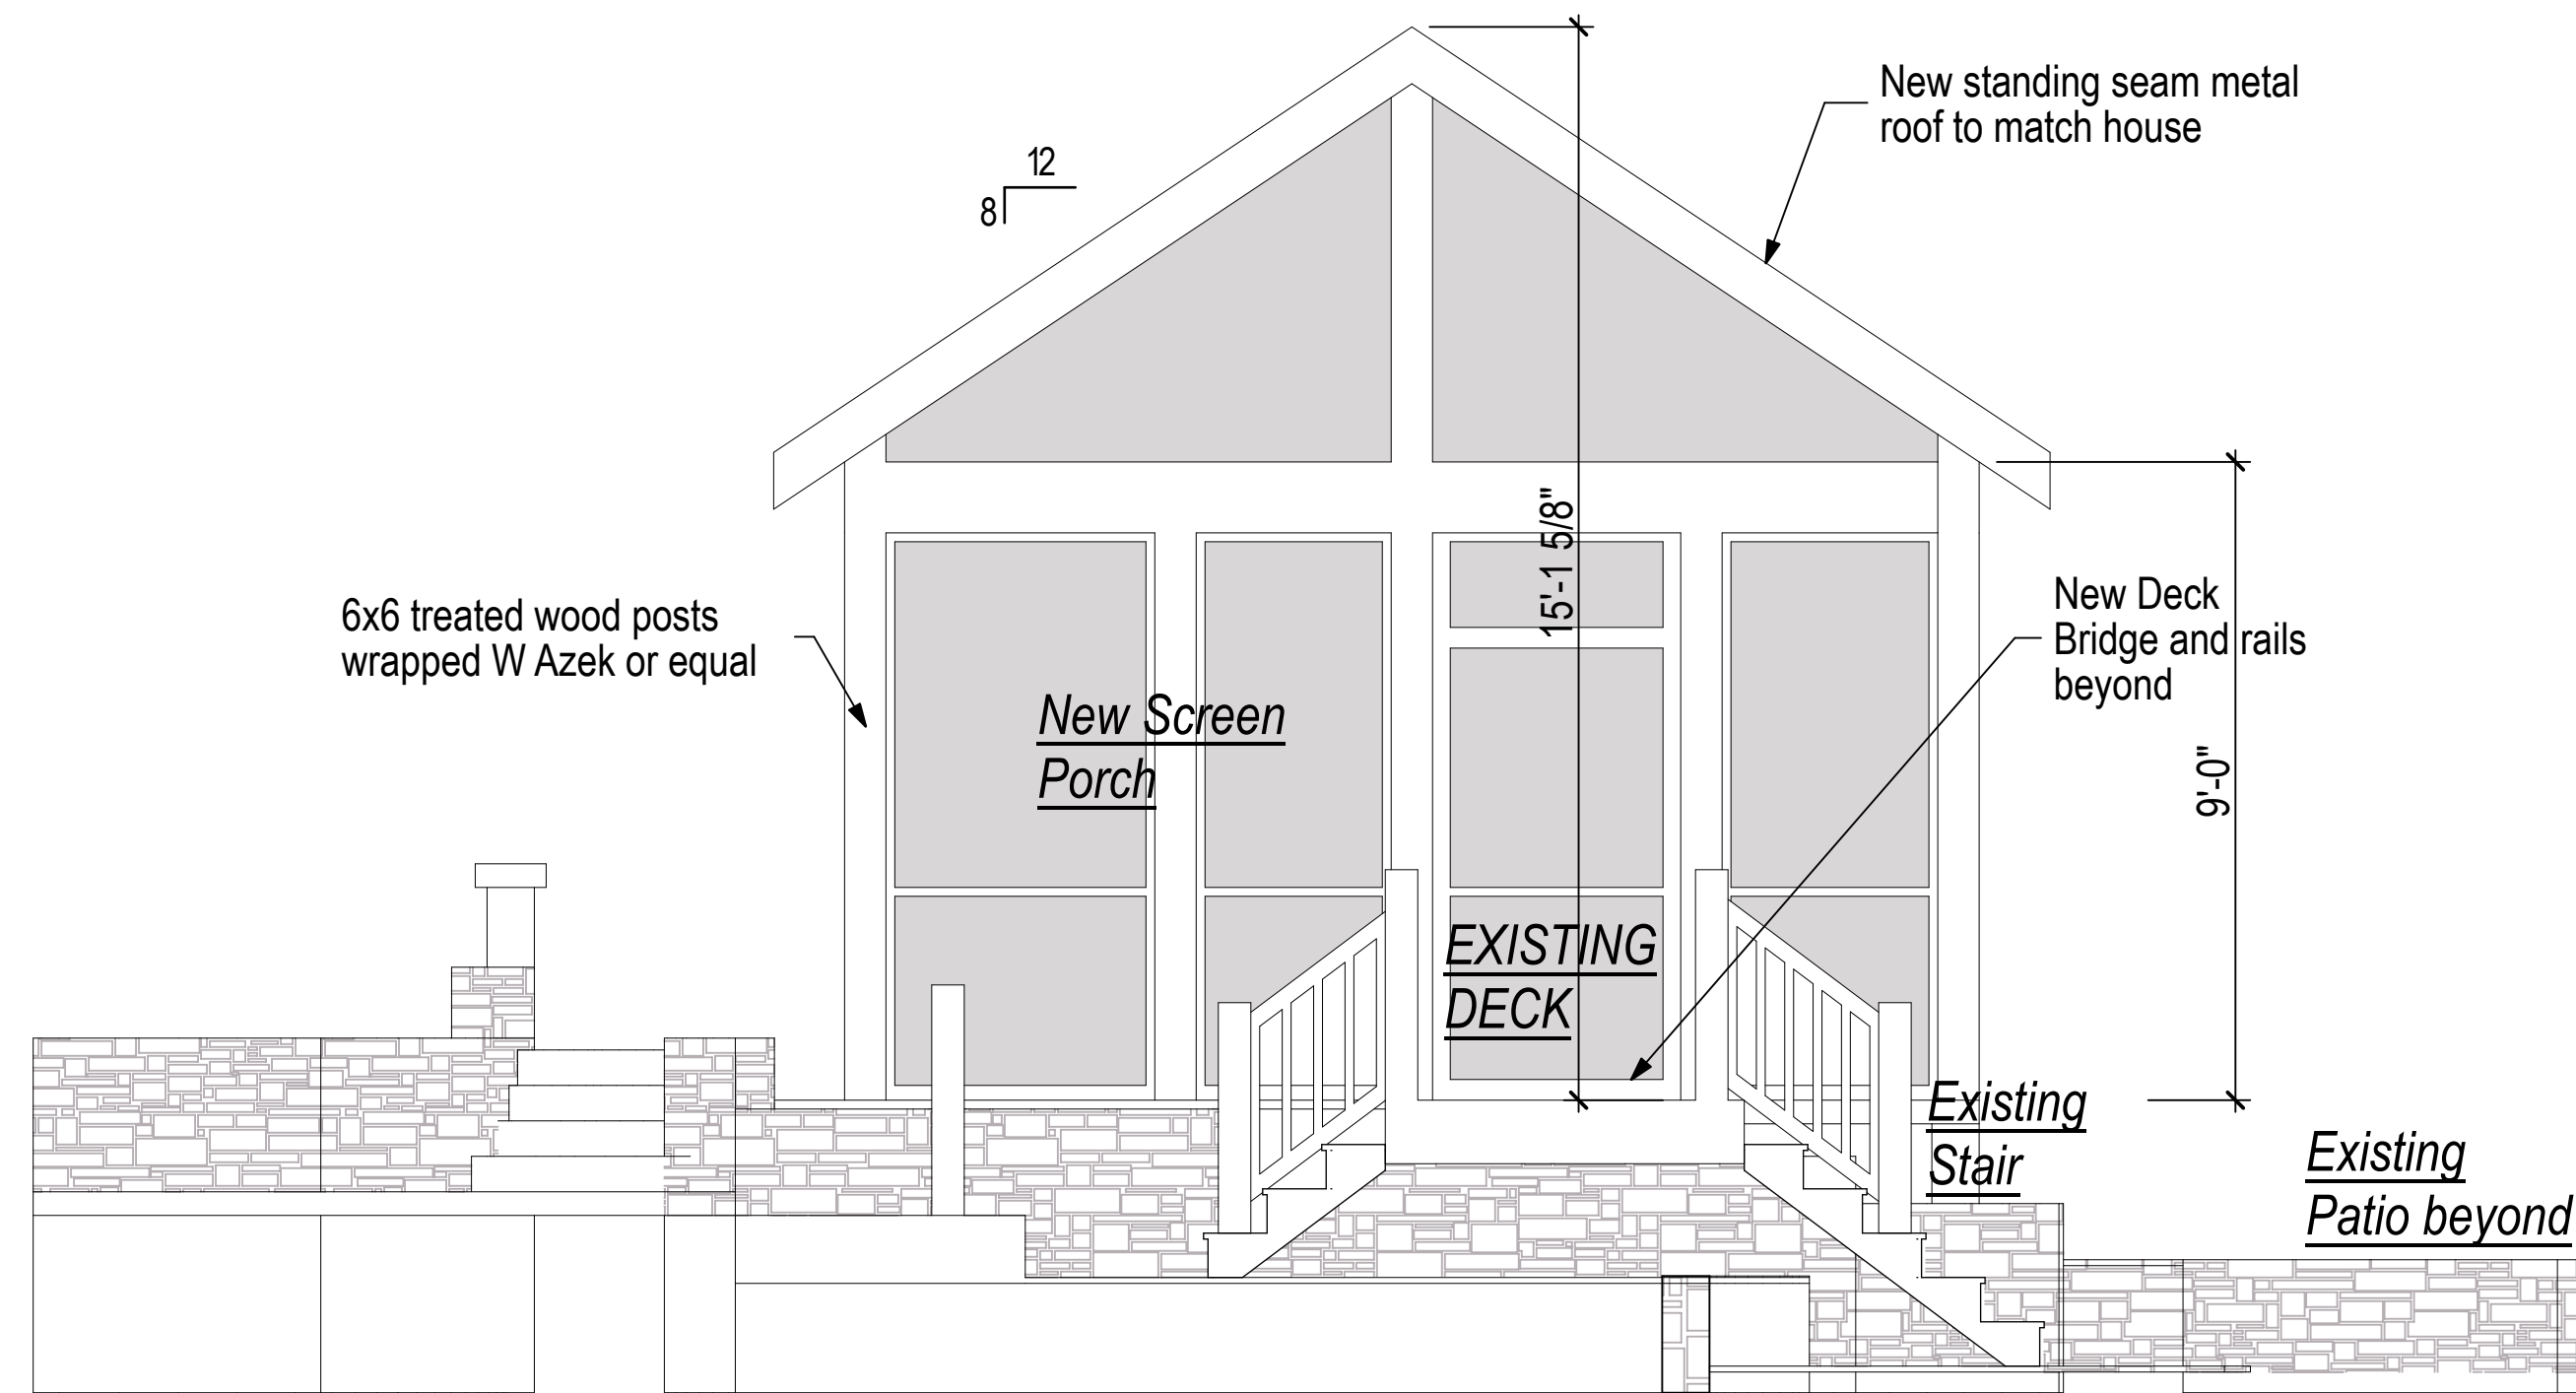 New standing seam metal
roof to match house
12
8
15'-1 5/8"
6x6 treated wood posts
wrapped W Azek or equal
New Deck
Bridge and rails
beyond
New Screen
Porch
9'-0"
EXISTING
DECK
Existing
Stair
Existing
Patio beyond